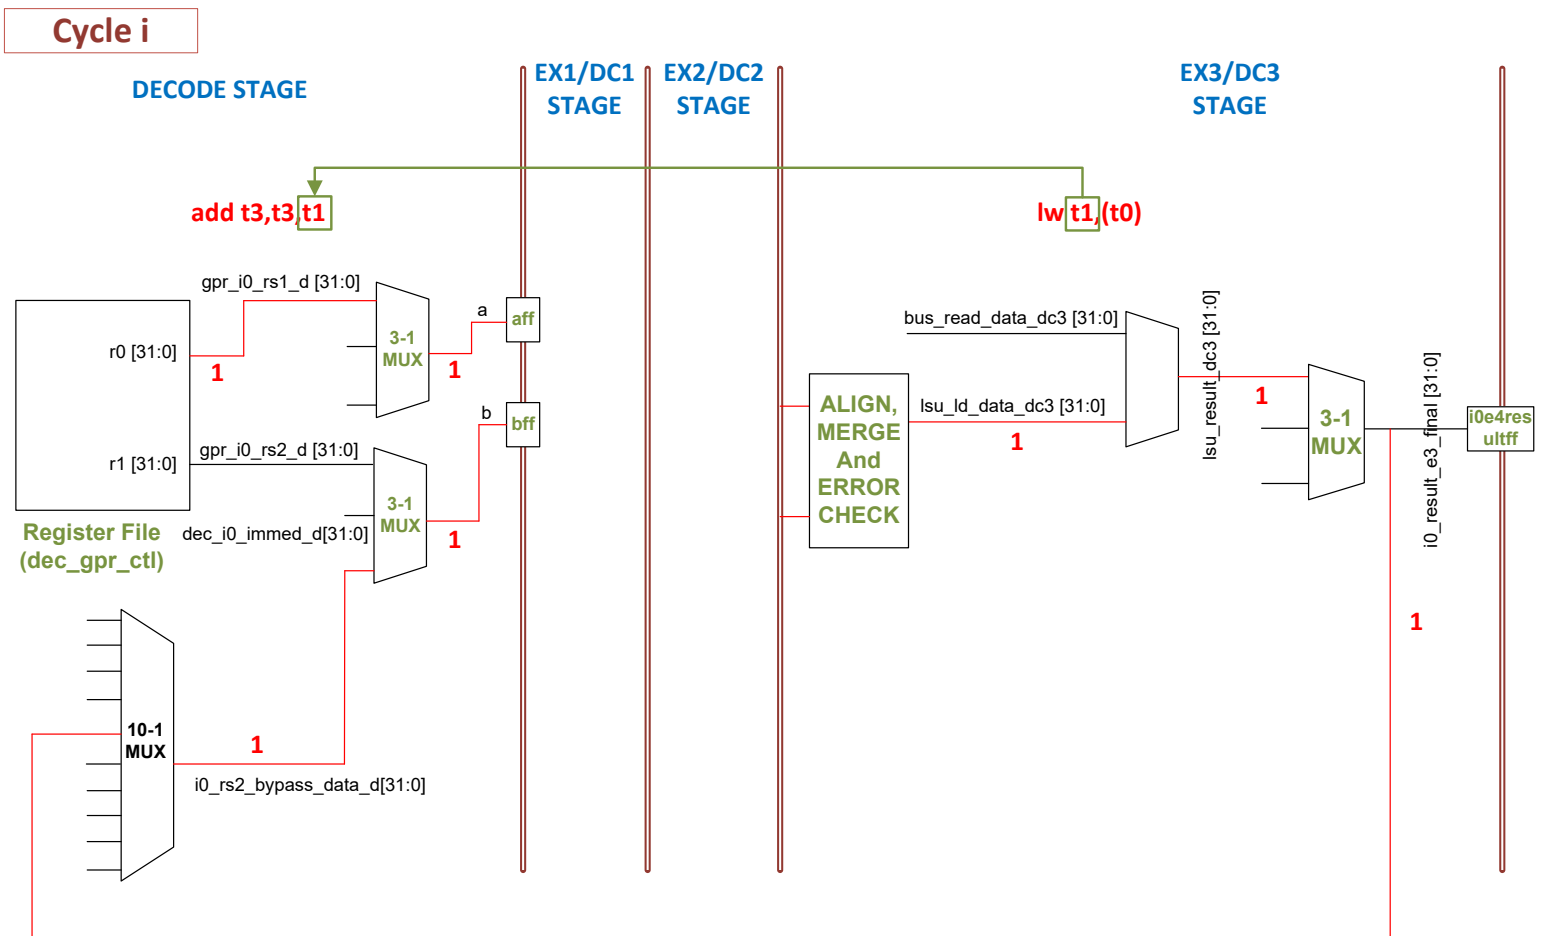 Cycle i
DECODE STAGE
EX1/DC1
STAGE
EX2/DC2
STAGE
EX3/DC3
STAGE
add t3,t3,t1
lw t1,(t0)
gpr_i0_rs1_d [31:0]
r0 [31:0]
1
3-1
MUX
1
a
aff
b
bff
r1 [31:0]
gpr_i0_rs2_d [31:0]
3-1
MUX
1
dec_i0_immed_d[31:0]
Register File
(dec_gpr_ctl)
10-1
MUX
1
i0_rs2_bypass_data_d[31:0]
bus_read_data_dc3 [31:0]
ALIGN,
MERGE
And
ERROR
CHECK
lsu_ld_data_dc3 [31:0]
1
lsu_result_dc3 [31:0]
1
3-1
MUX
i0_result_e3_final [31:0]
i0e4res
ultff
1